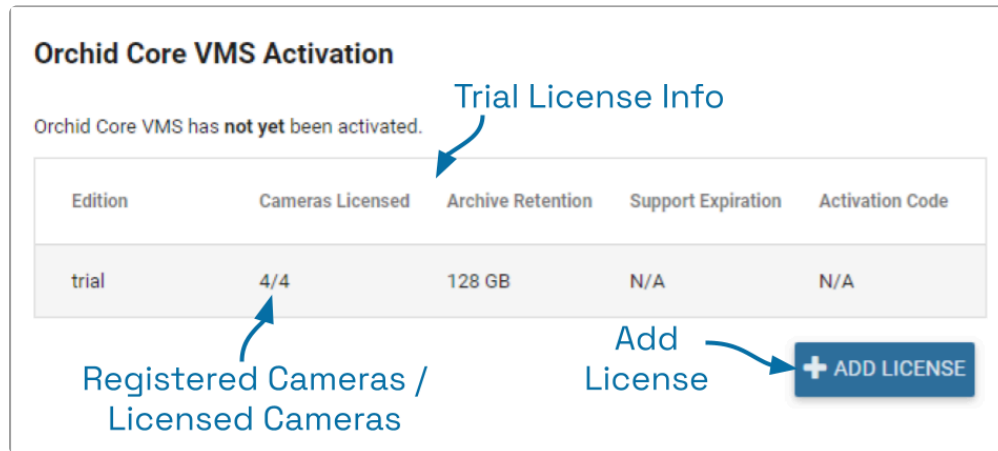 Orchid Core VMS Activation
Trial License Info
Orchid Core VMS has not yet been activated.
Edition Cameras Licensed Archive Retention Support Expiration Activation Code
trial 4/4 128 GB N/A N/A
Registered Cameras /
Licensed Cameras
Add
License
ADD LICENSE